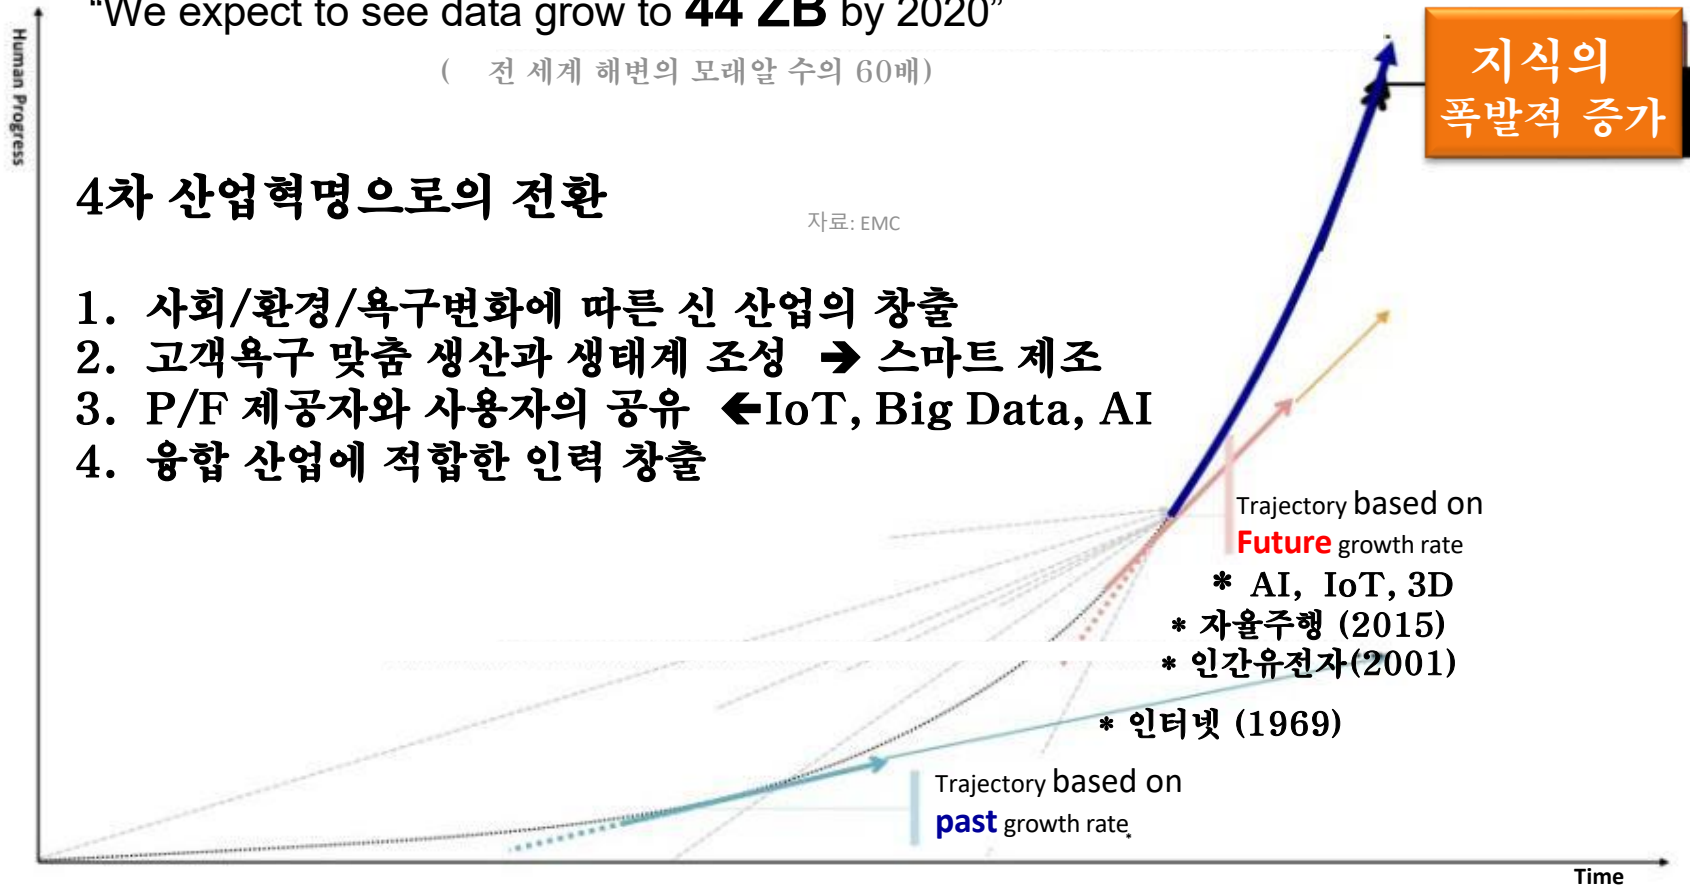 “We expect to see data grow to 44 ZB by 2020”
( 전 세계 해변의 모래알 수의 60배)
지식의
폭발적 증가
Human Progress
4차 산업혁명으로의 전환
자료: EMC
1. 사회/환경/욕구변화에 따른 신 산업의 창출
2. 고객욕구 맞춤 생산과 생태계 조성 ➔ 스마트 제조
3. P/F 제공자와 사용자의 공유 🡸IoT, Big Data, AI
4. 융합 산업에 적합한 인력 창출
Trajectory based on
Future growth rate
* AI, IoT, 3D
* 자율주행 (2015)
* 인간유전자(2001)
* 인터넷 (1969)
Trajectory based on
past growth rate
Time